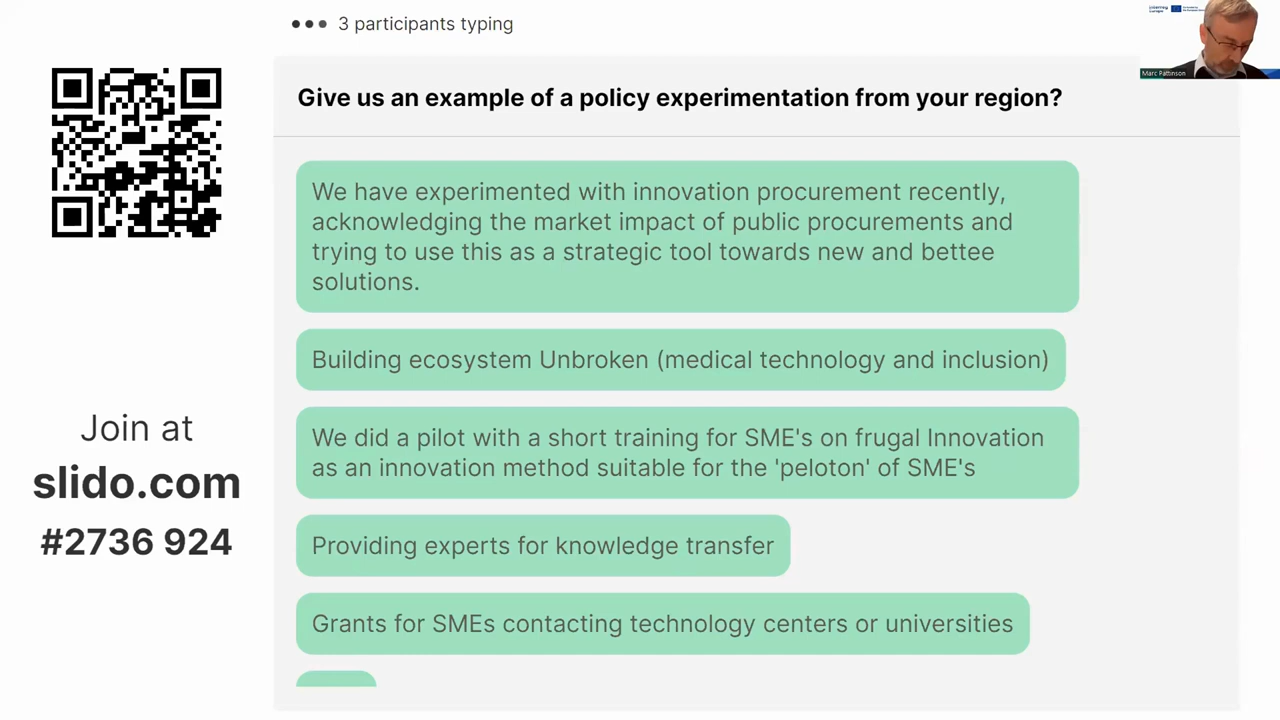 3 participants typing
Interreg
Europe
Marc Pattinson
Give us an example of a policy experimentation from your region?
We have experimented with innovation procurement recently,
acknowledging the market impact of public procurements and
trying to use this as a strategic tool towards new and bettee
solutions.
Building ecosystem Unbroken (medical technology and inclusion)
We did a pilot with a short training for SME's on frugal Innovation
as an innovation method suitable for the 'peloton' of SME's
Providing experts for knowledge transfer
Grants for SMEs contacting technology centers or universities
Join at
slido.com
#2736 924